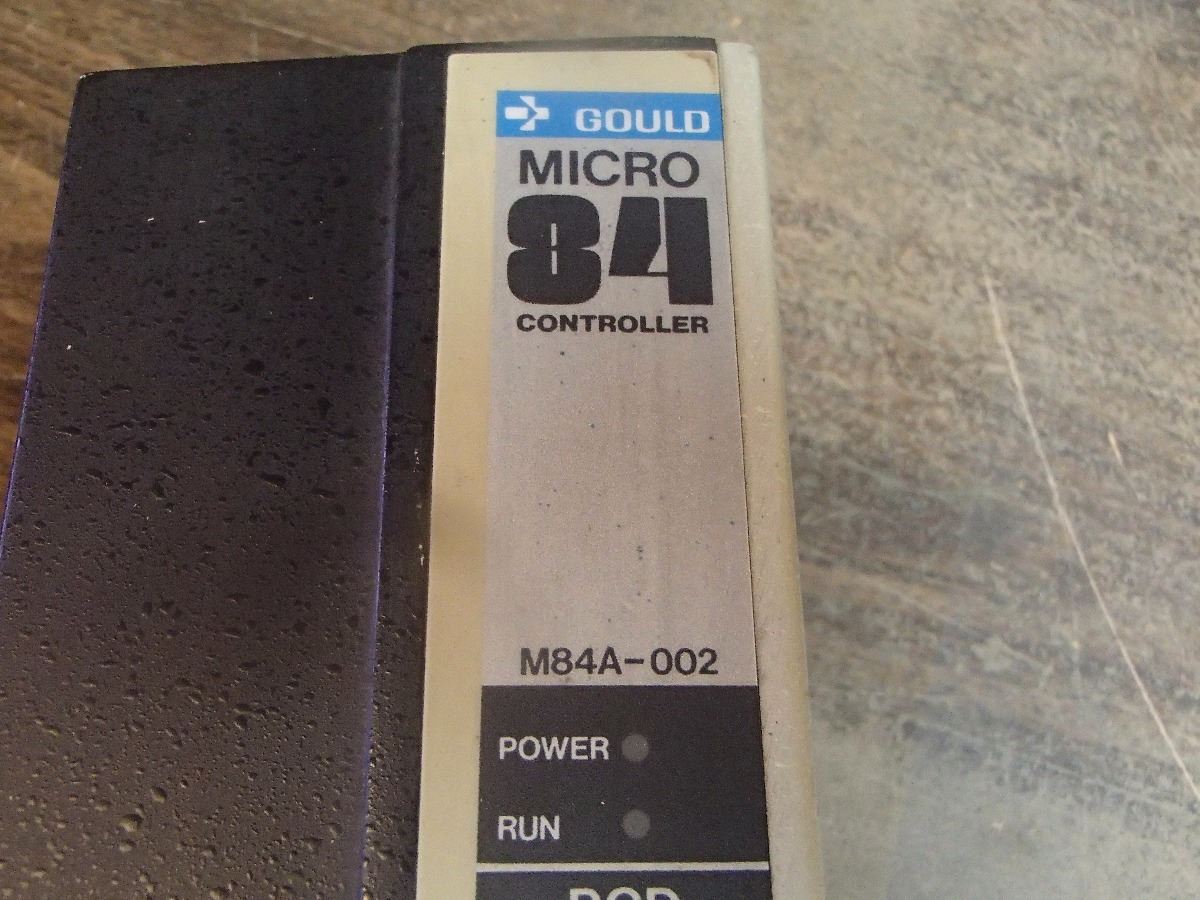 GOULD
MICRO
84
CONTROLLER
M84A-002
POWER
RUN